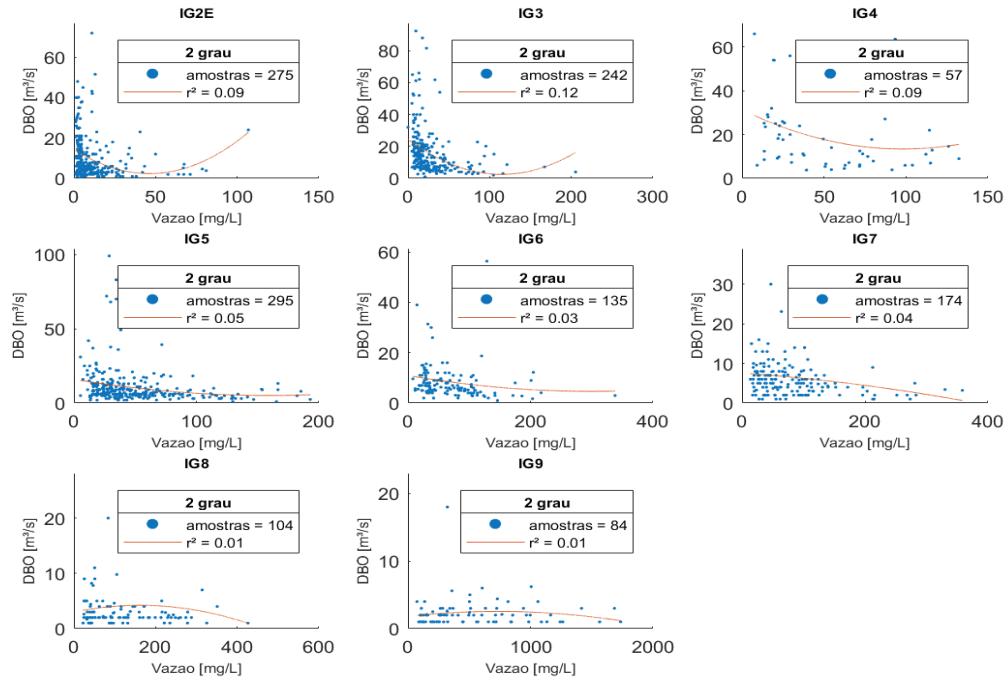 IG2E
DBO [m³/s]
60
40
20
0
2 grau
amostras = 275
r² = 0.09
0 50 100 150
Vazao [mg/L]
IG3
DBO [m³/s]
80
60
40
20
0
2 grau
amostras = 242
r² = 0.12
0 100 200 300
Vazao [mg/L]
IG4
DBO [m³/s]
60
40
20
0
2 grau
amostras = 57
r² = 0.09
0 50 100 150
Vazao [mg/L]
IG5
DBO [m³/s]
100
50
0
2 grau
amostras = 295
r² = 0.05
0 50 100 150 200
Vazao [mg/L]
IG6
DBO [m³/s]
60
40
20
0
2 grau
amostras = 135
r² = 0.03
0 200 400
Vazao [mg/L]
IG7
DBO [m³/s]
30
20
10
0
2 grau
amostras = 174
r² = 0.04
0 200 400
Vazao [mg/L]
IG8
DBO [m³/s]
20
10
0
2 grau
amostras = 104
r² = 0.01
0 200 400 600
Vazao [mg/L]
IG9
DBO [m³/s]
20
10
0
2 grau
amostras = 84
r² = 0.01
0 1000 2000
Vazao [mg/L]